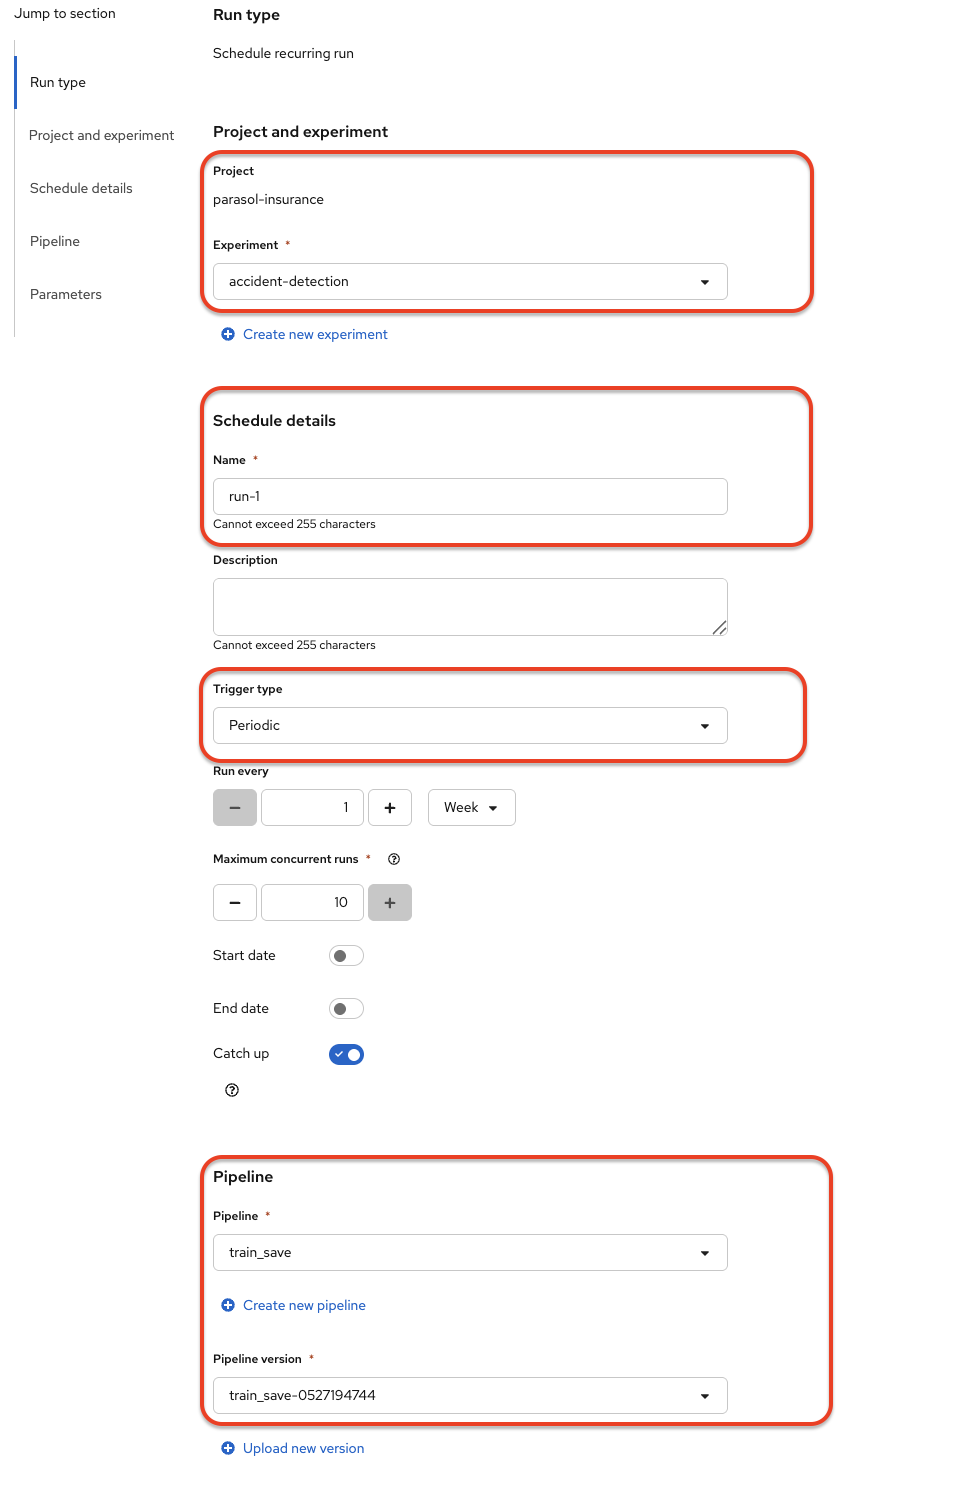 Jump to section
Run type
Project and experiment
Schedule details
Pipeline
Parameters
Run type
Schedule recurring run
Project and experiment
Project
parasol-insurance
Experiment *
accident-detection
Create new experiment
Schedule details
Name *
run-1
Cannot exceed 255 characters
Description
Cannot exceed 255 characters
Trigger type
Periodic
Run every
1 Week
Maximum concurrent runs *
10
Start date
End date
Catch up
Pipeline
Pipeline *
train_save
Create new pipeline
Pipeline version *
train_save-0527194744
Upload new version